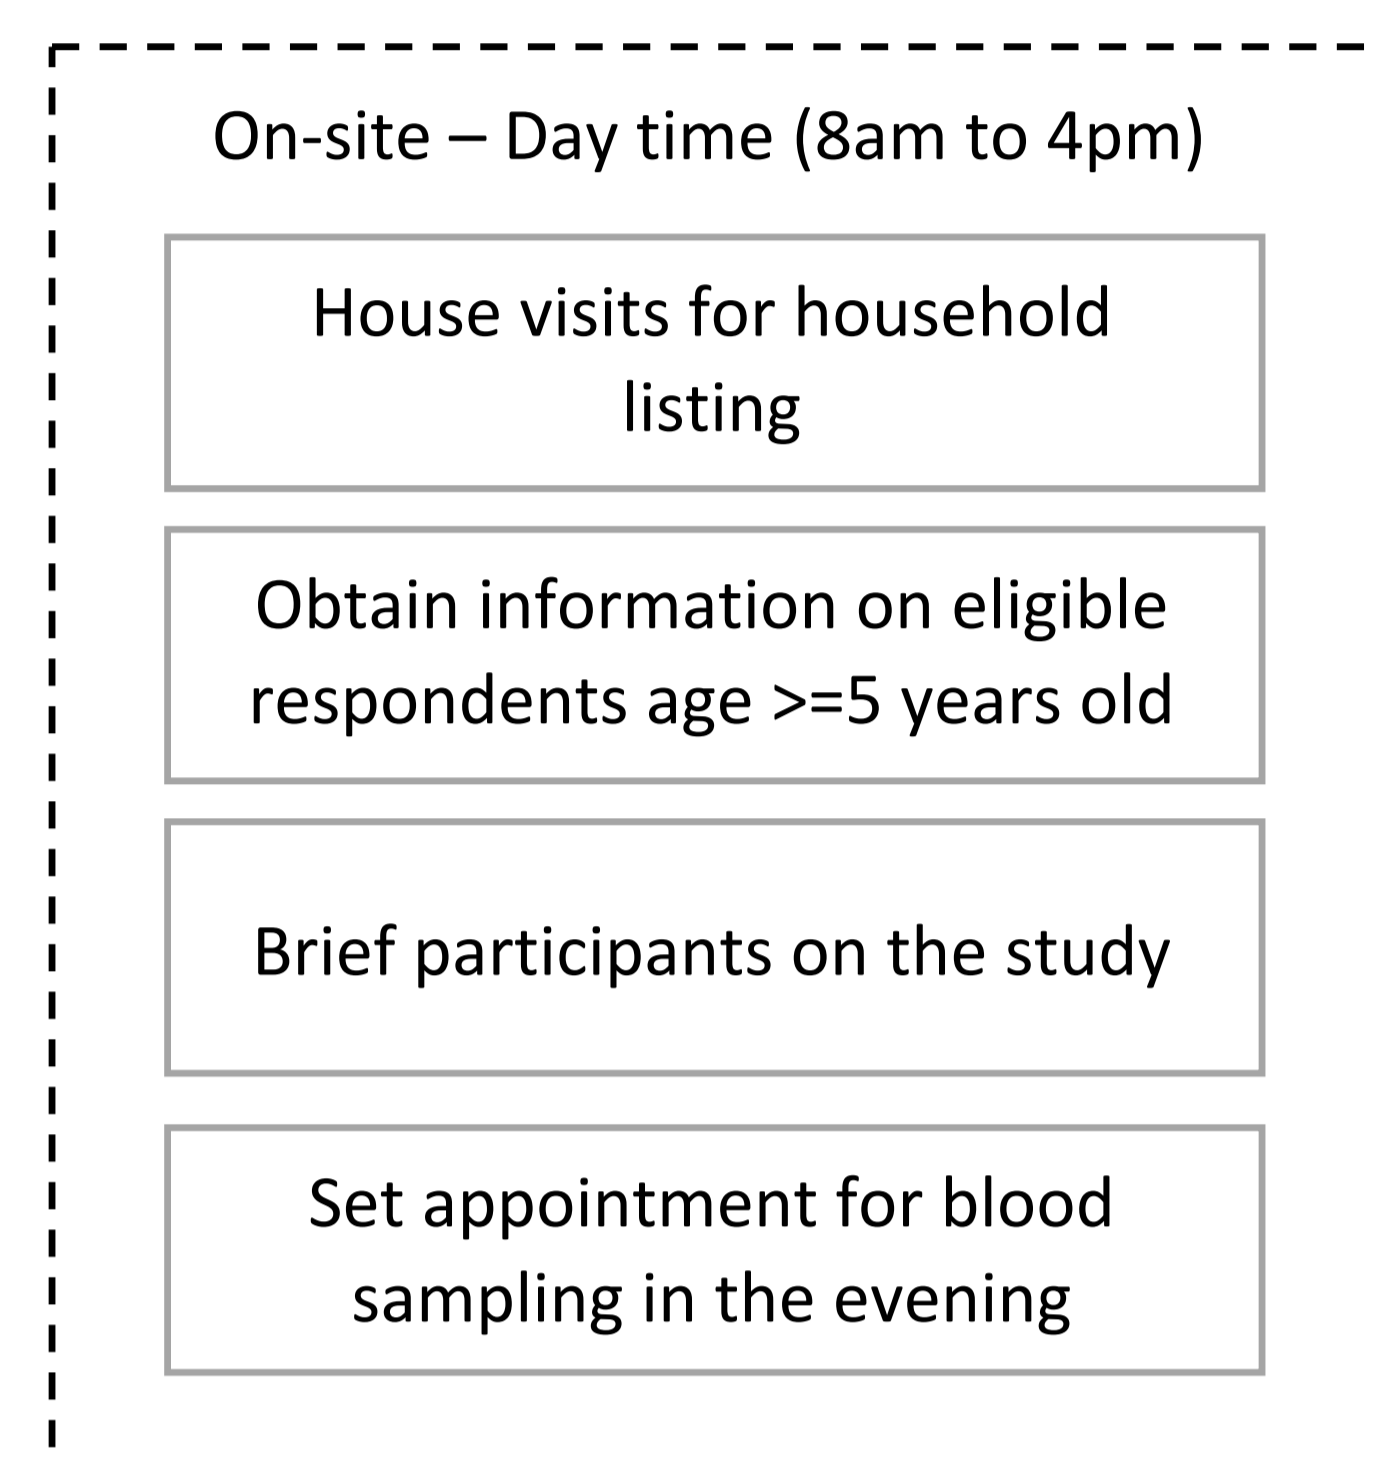 On-site – Day time (8am to 4pm)
House visits for household
listing
Obtain information on eligible
respondents age >=5 years old
Brief participants on the study
Set appointment for blood
sampling in the evening